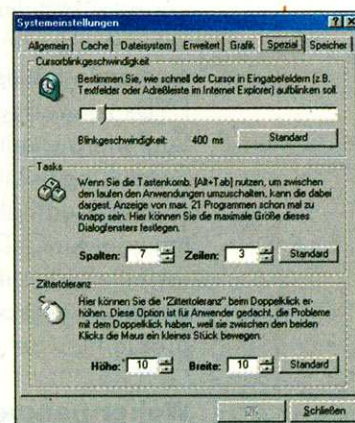 Systemeinstellungen
Allgemein Cache Dateisystem Erweitert Grafik Spezial Speicher
Cursorblinkgeschwindigkeit
Bestimmen Sie, wie schnell der Cursor in Eingabefeldern (z.B.
Textfelder oder Adreßleiste im Internet Explorer) aufblinken soll.
Blinkgeschwindigkeit: 400 ms Standard
Tasks
Wenn Sie die Tastenkomb. [Alt+Tab] nutzen, um zwischen
den laufen den Anwendungen umzuschalten, kann die dabei
dargest. Anzeige von max. 21 Programmen schon mal zu
knapp sein. Hier können Sie die maximale Größe dieses
Dialogfensters festlegen.
Spalten: 7 Zeilen: 3 Standard
Zittertoleranz
Hier können Sie die "Zittertoleranz" beim Doppelklick er-
höhen. Diese Option ist für Anwender gedacht, die Probleme
mit dem Doppelklick haben, weil sie zwischen den beiden
Klicks die Maus ein kleines Stück bewegen.
Höhe: 10 Breite: 10 Standard
OK Schließen